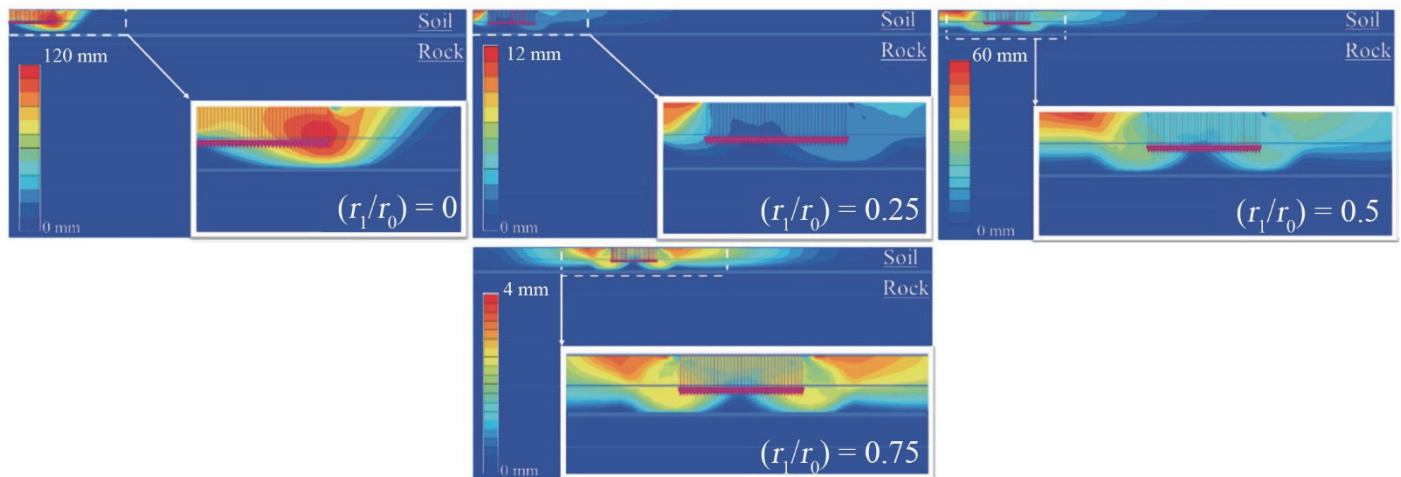 Soil
Rock
120 mm
0 mm
(r₁/r₀) = 0
Soil
Rock
12 mm
0 mm
(r₁/r₀) = 0.25
Soil
Rock
60 mm
0 mm
(r₁/r₀) = 0.5
Soil
Rock
4 mm
0 mm
(r₁/r₀) = 0.75